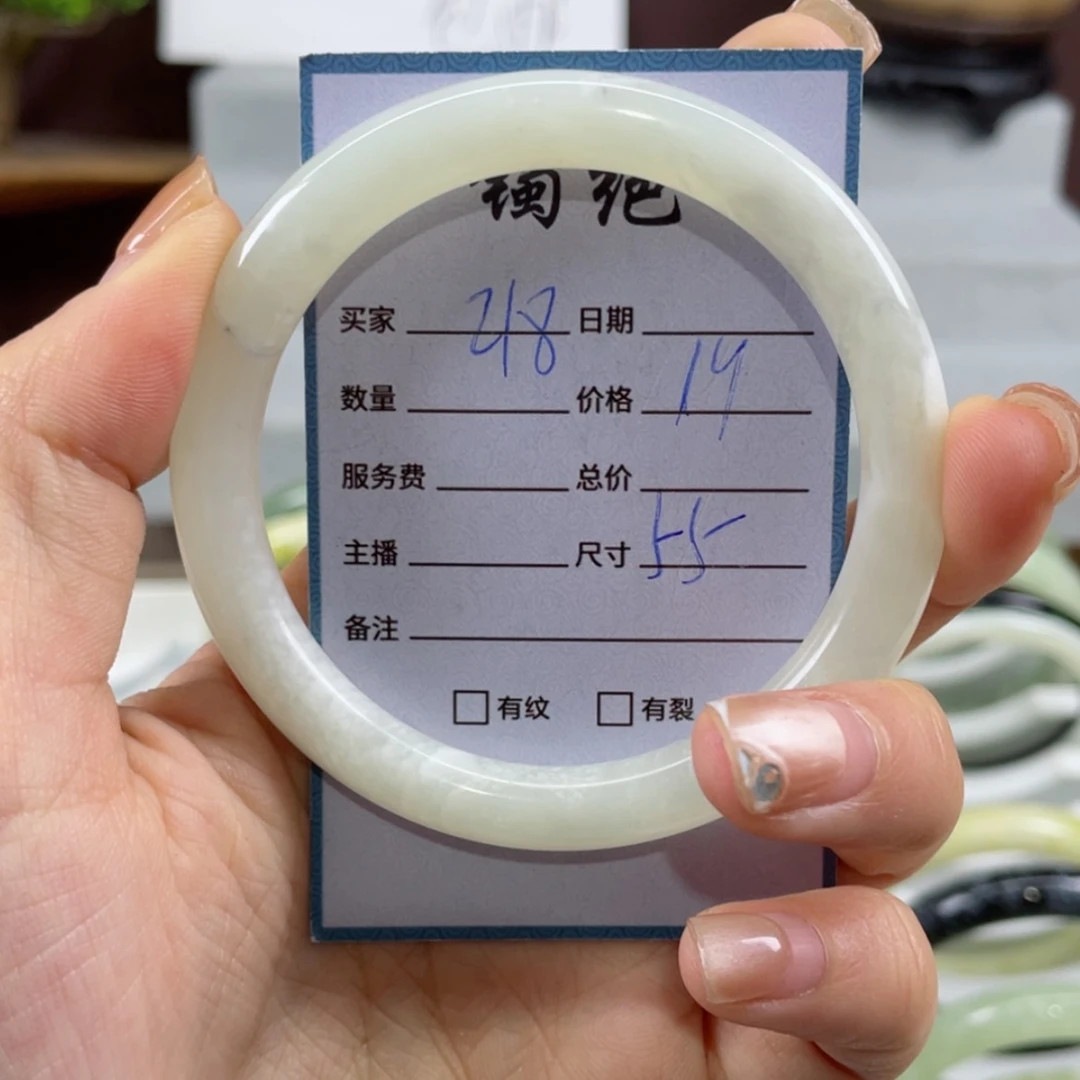 买家 248 日期
数量 价格 14
服务费 总价
主播 尺寸 55
备注
有纹 有裂